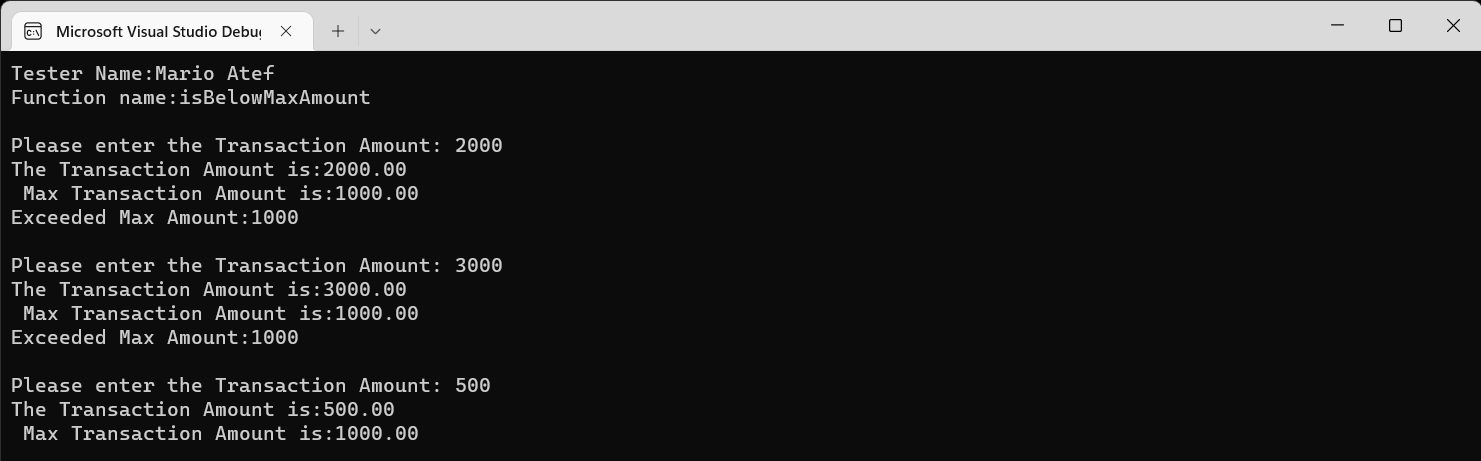 Microsoft Visual Studio Debu
Tester Name:Mario Atef
Function name:isBelowMaxAmount
Please enter the Transaction Amount: 2000
The Transaction Amount is:2000.00
 Max Transaction Amount is:1000.00
Exceeded Max Amount:1000
Please enter the Transaction Amount: 3000
The Transaction Amount is:3000.00
 Max Transaction Amount is:1000.00
Exceeded Max Amount:1000
Please enter the Transaction Amount: 500
The Transaction Amount is:500.00
 Max Transaction Amount is:1000.00